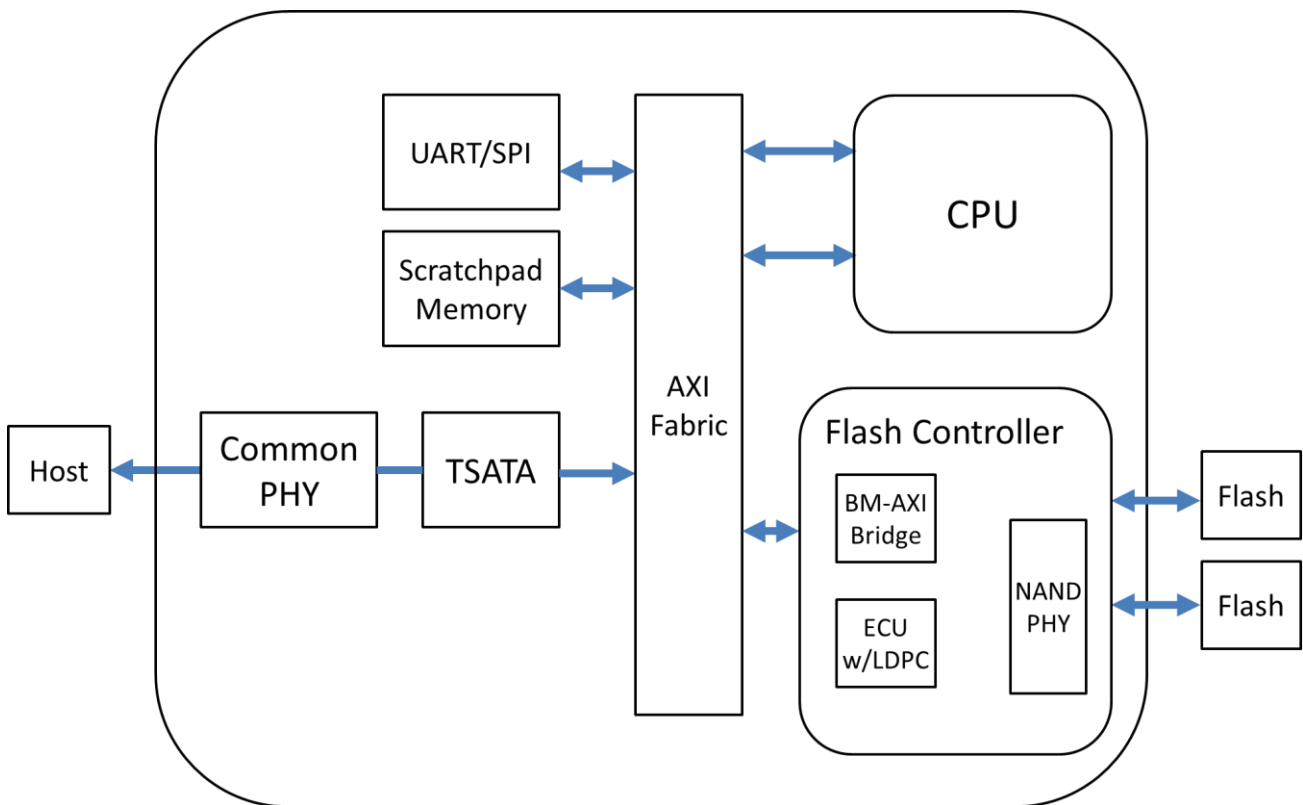 UART/SPI
Scratchpad
Memory
AXI
Fabric
CPU
Host
Common
PHY
TSATA
Flash Controller
BM-AXI
Bridge
ECU
w/LDPC
NAND
PHY
Flash
Flash